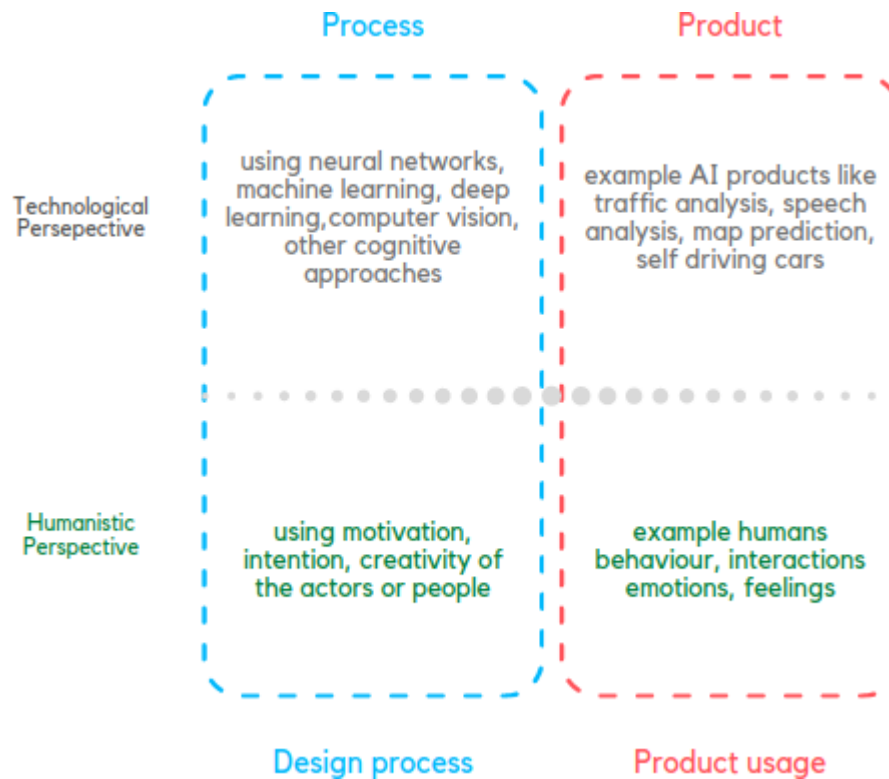 Process
Product
Technological
Persepective
using neural networks,
machine learning, deep
learning,computer vision,
other cognitive
approaches
example AI products like
traffic analysis, speech
analysis, map prediction,
self driving cars
Humanistic
Perspective
using motivation,
intention, creativity of
the actors or people
example humans
behaviour, interactions
emotions, feelings
Design process
Product usage